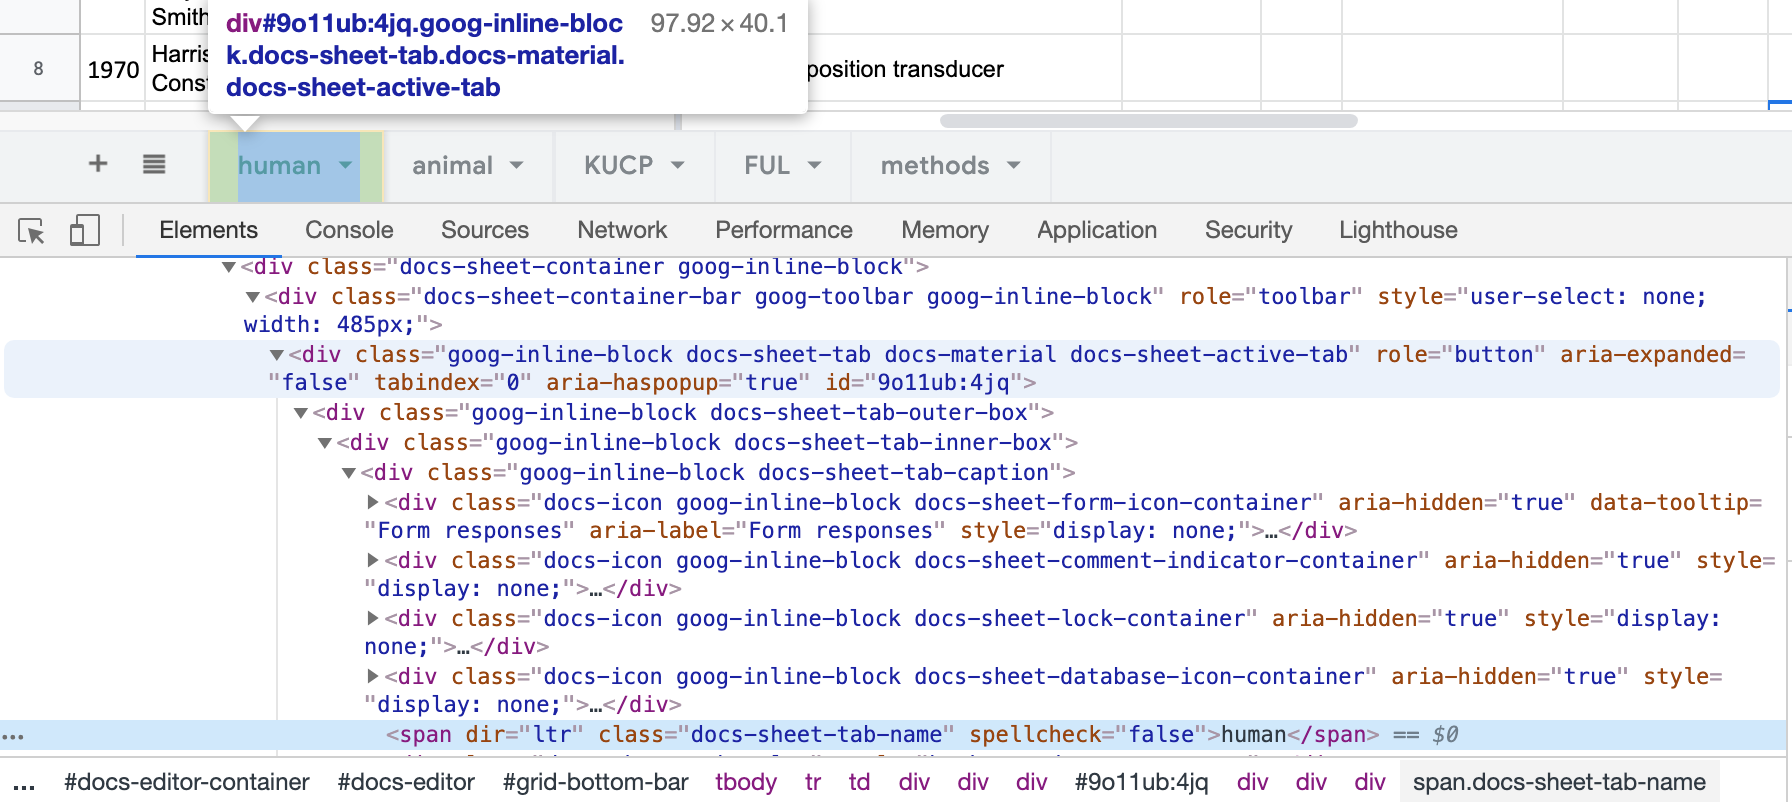 Smith
div#9o11ub:4jq.goog-inline-bloc 97.92 × 40.1
k.docs-sheet-tab.docs-material.
docs-sheet-active-tab
8 1970 Harris
Const
position transducer
+ human animal KUCP FUL methods
Elements Console Sources Network Performance Memory Application Security Lighthouse
▼<div class="docs-sheet-container goog-inline-block">
▼<div class="docs-sheet-container-bar goog-toolbar goog-inline-block" role="toolbar" style="user-select: none;
width: 485px;">
▼<div class="goog-inline-block docs-sheet-tab docs-material docs-sheet-active-tab" role="button" aria-expanded=
"false" tabindex="0" aria-haspopup="true" id="9o11ub:4jq">
▼<div class="goog-inline-block docs-sheet-tab-outer-box">
▼<div class="goog-inline-block docs-sheet-tab-inner-box">
▼<div class="goog-inline-block docs-sheet-tab-caption">
▶<div class="docs-icon goog-inline-block docs-sheet-form-icon-container" aria-hidden="true" data-tooltip=
"Form responses" aria-label="Form responses" style="display: none;">…</div>
▶<div class="docs-icon goog-inline-block docs-sheet-comment-indicator-container" aria-hidden="true" style=
"display: none;">…</div>
▶<div class="docs-icon goog-inline-block docs-sheet-lock-container" aria-hidden="true" style="display:
none;">…</div>
▶<div class="docs-icon goog-inline-block docs-sheet-database-icon-container" aria-hidden="true" style=
"display: none;">…</div>
… <span dir="ltr" class="docs-sheet-tab-name" spellcheck="false">human</span> == $0
… #docs-editor-container #docs-editor #grid-bottom-bar tbody tr td div div div #9o11ub:4jq div div div span.docs-sheet-tab-name